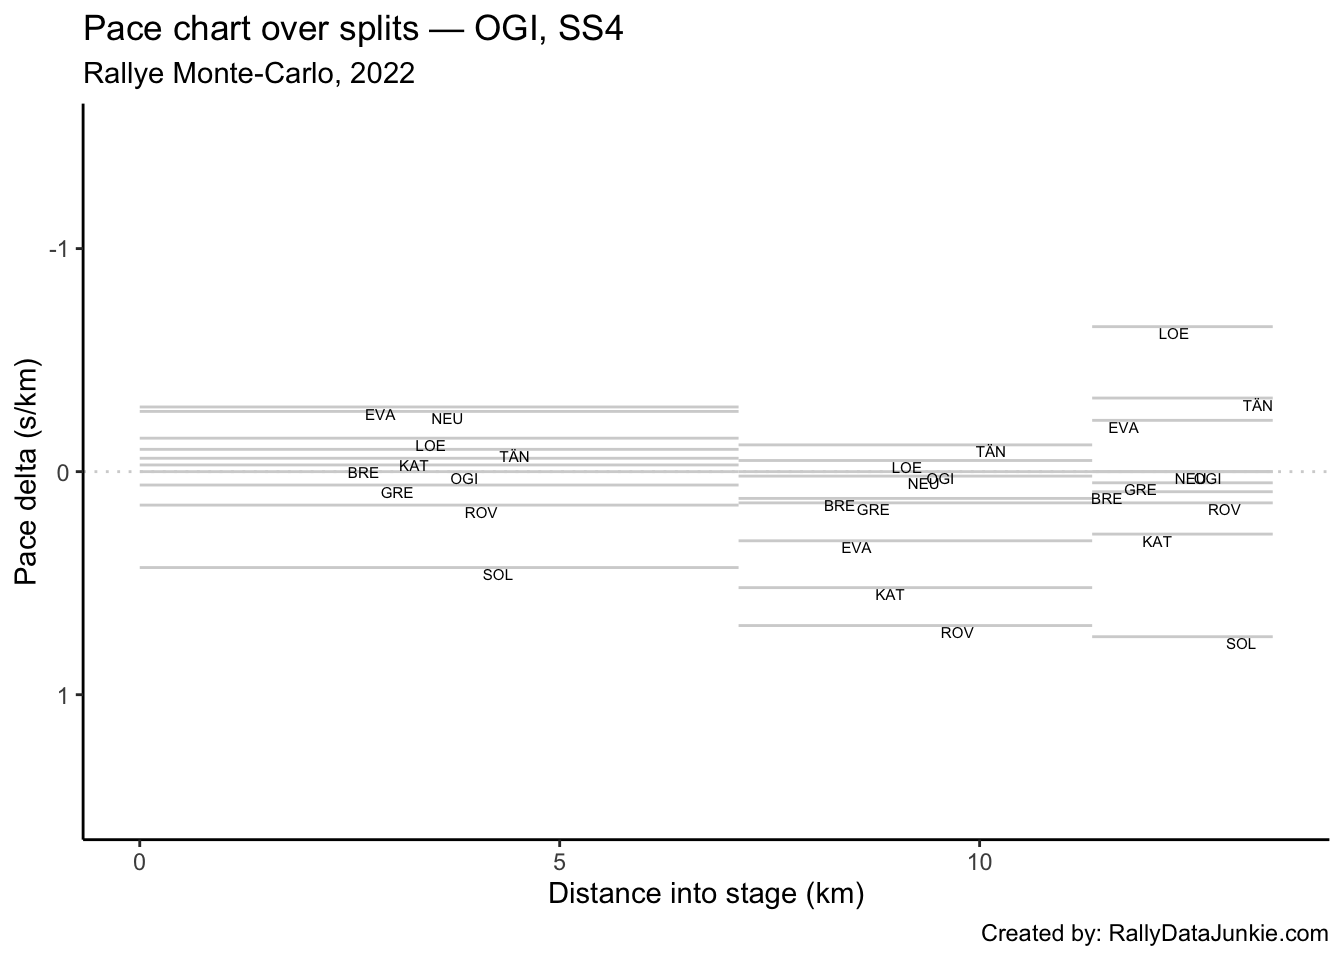 Pace chart over splits — OGI, SS4
Rallye Monte-Carlo, 2022
Pace delta (s/km)
-1
0
1
EVA
NEU
LOE
TÄN
KAT
BRE
OGI
GRE
ROV
SOL
TÄN
LOE
OGI
NEU
BRE
GRE
EVA
KAT
ROV
LOE
TÄN
EVA
NEU
OGI
GRE
BRE
ROV
KAT
SOL
0
5
10
Distance into stage (km)
Created by: RallyDataJunkie.com